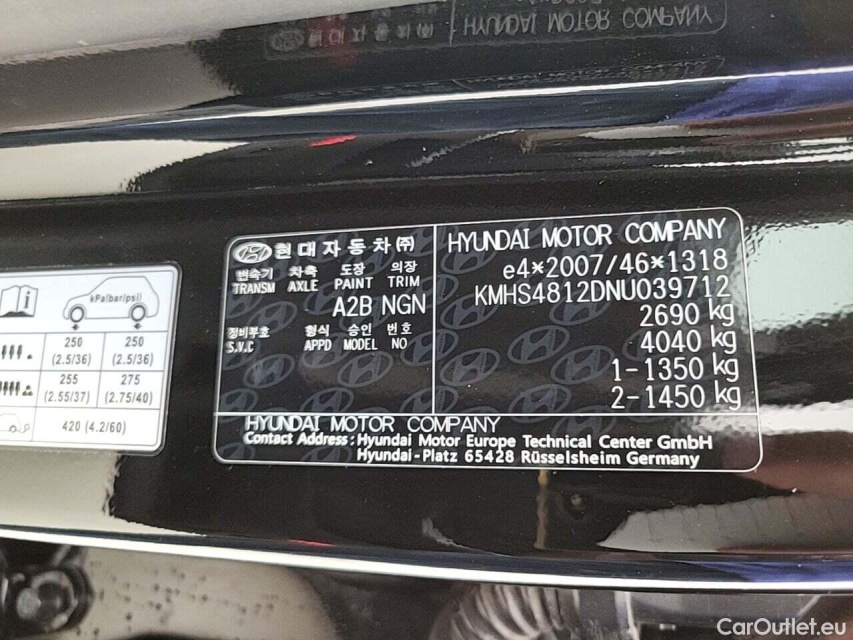 HYUNDAI MOTOR COMPANY
현대자동차㈜
변속기 차축 도장 의장
TRANSM AXLE PAINT TRIM
A2B NGN
정비부호 형식 승인 번호
S.V.C APPD MODEL NO
HYUNDAI MOTOR COMPANY
e4*2007/46*1318
KMHS4812DNU039712
2690 kg
4040 kg
1-1350 kg
2-1450 kg
HYUNDAI MOTOR COMPANY
Contact Address : Hyundai Motor Europe Technical Center GmbH
Hyundai-Platz 65428 Rüsselsheim Germany
kPa(bar/psi)
250 250
(2.5/36) (2.5/36)
255 275
(2.55/37) (2.75/40)
420 (4.2/60)
CarOutlet.eu